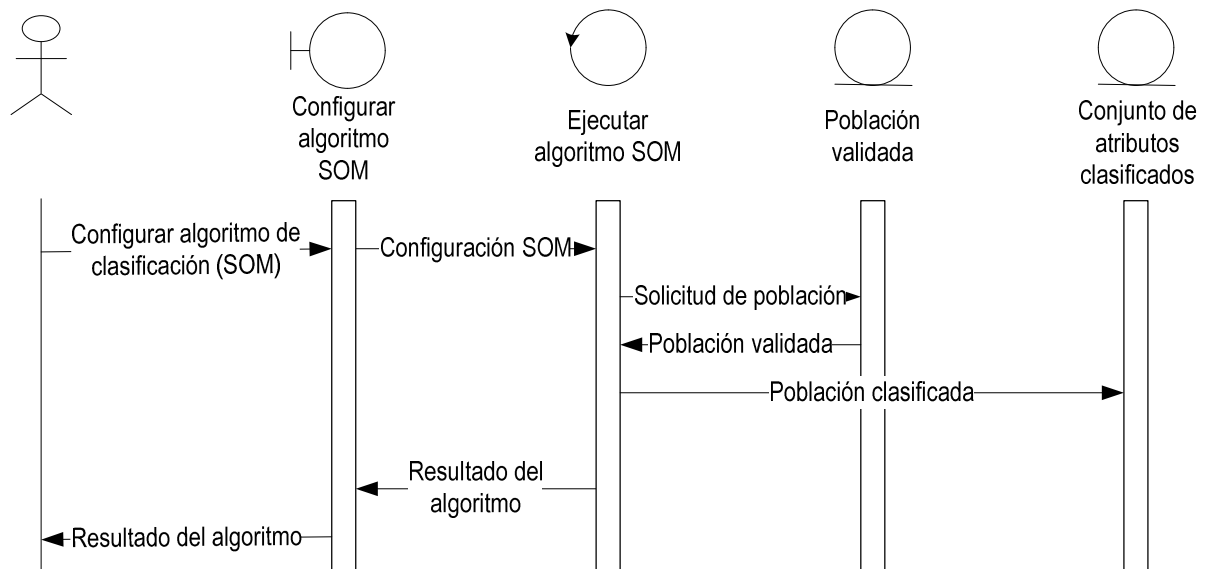 Configurar
algoritmo
SOM
Ejecutar
algoritmo SOM
Población
validada
Conjunto de
atributos
clasificados
Configurar algoritmo de
clasificación (SOM)
Configuración SOM
Solicitud de población
Población validada
Población clasificada
Resultado del
algoritmo
Resultado del algoritmo